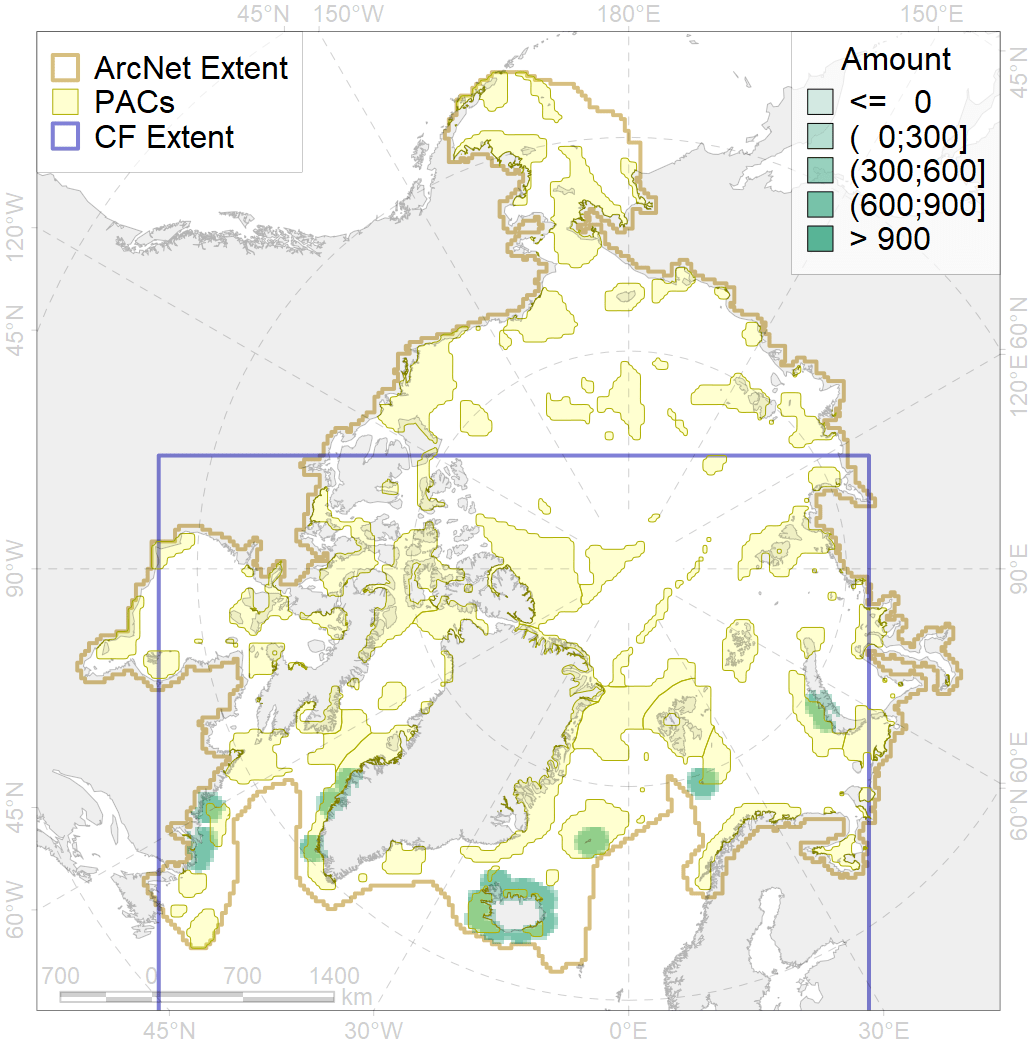 45°N 150°W 180°E 150°E
ArcNet Extent
PACs
CF Extent
Amount
<= 0
( 0;300]
(300;600]
(600;900]
> 900
120°W
45°N
90°W
45°N
60°W
45°N
60°N
120°E
90°E
60°E
60°N
700 0 700 1400
km
45°N 30°W 0°E 30°E